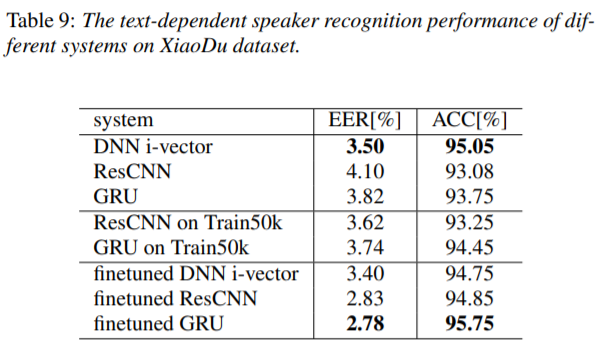 Table 9: The text-dependent speaker recognition performance of dif-
ferent systems on XiaoDu dataset.
system EER[%] ACC[%]
DNN i-vector 3.50 95.05
ResCNN 4.10 93.08
GRU 3.82 93.75
ResCNN on Train50k 3.62 93.25
GRU on Train50k 3.74 94.45
finetuned DNN i-vector 3.40 94.75
finetuned ResCNN 2.83 94.85
finetuned GRU 2.78 95.75